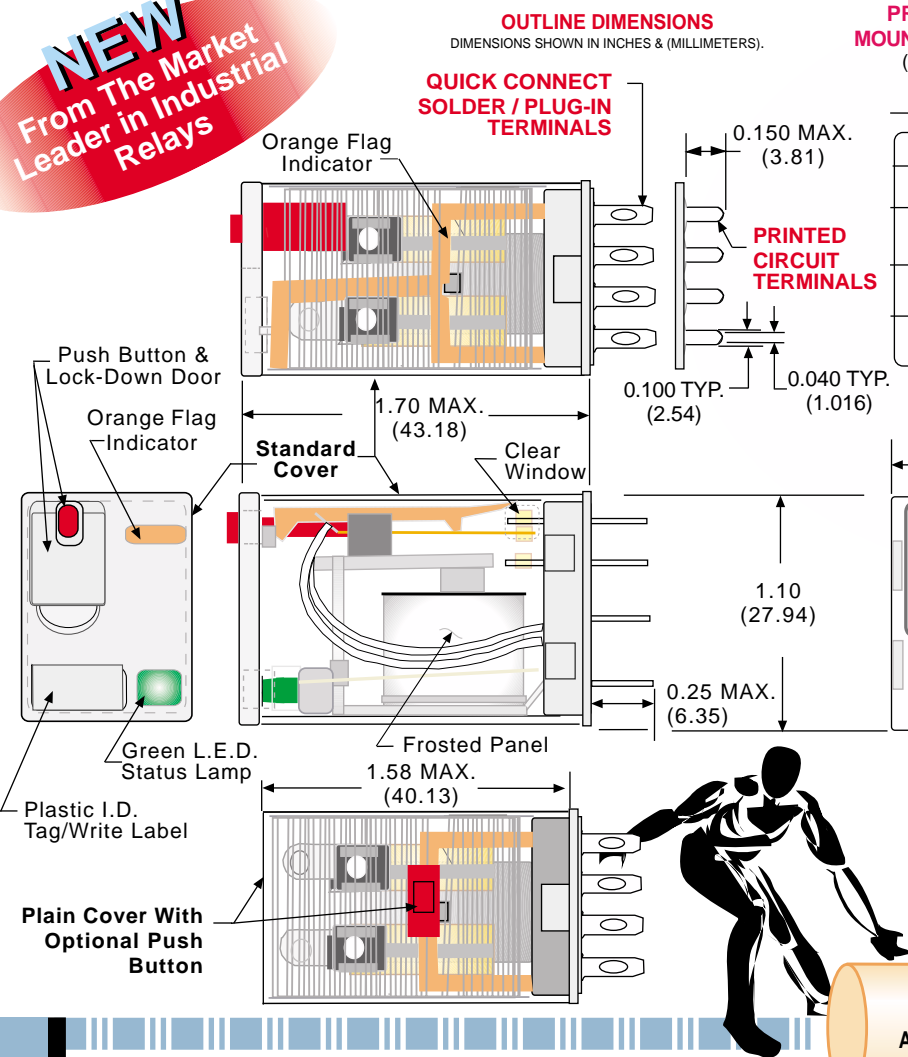 NEW
From The Market
Leader in Industrial
Relays
OUTLINE DIMENSIONS
DIMENSIONS SHOWN IN INCHES & (MILLIMETERS).
QUICK CONNECT
SOLDER / PLUG-IN
TERMINALS
Orange Flag
Indicator
0.150 MAX.
(3.81)
PRINTED
CIRCUIT
TERMINALS
Push Button &
Lock-Down Door
0.100 TYP.
(2.54)
0.040 TYP.
(1.016)
1.70 MAX.
(43.18)
Orange Flag
Indicator
Standard
Cover
Clear
Window
1.10
(27.94)
0.25 MAX.
(6.35)
Frosted Panel
Green L.E.D.
Status Lamp
1.58 MAX.
(40.13)
Plastic I.D.
Tag/Write Label
Plain Cover With
Optional Push
Button